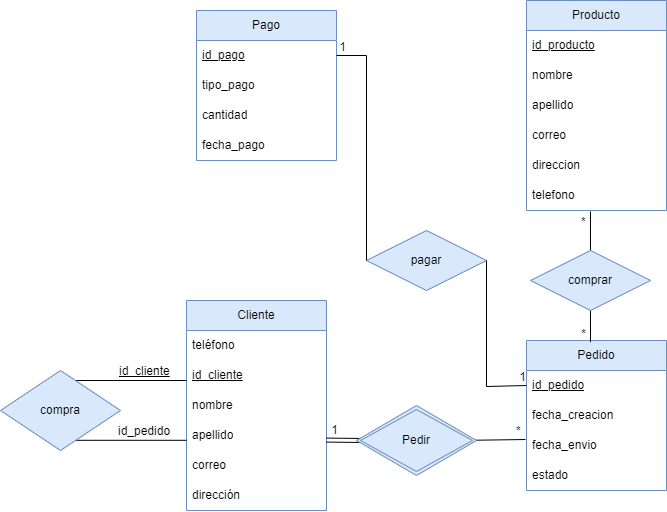 Pago
id_pago
tipo_pago
cantidad
fecha_pago
1
Producto
id_producto
nombre
apellido
correo
direccion
telefono
*
pagar
comprar
*
1
Cliente
teléfono
id_cliente
nombre
apellido
correo
dirección
id_cliente
compra
id_pedido
1
Pedir
*
Pedido
id_pedido
fecha_creacion
fecha_envio
estado